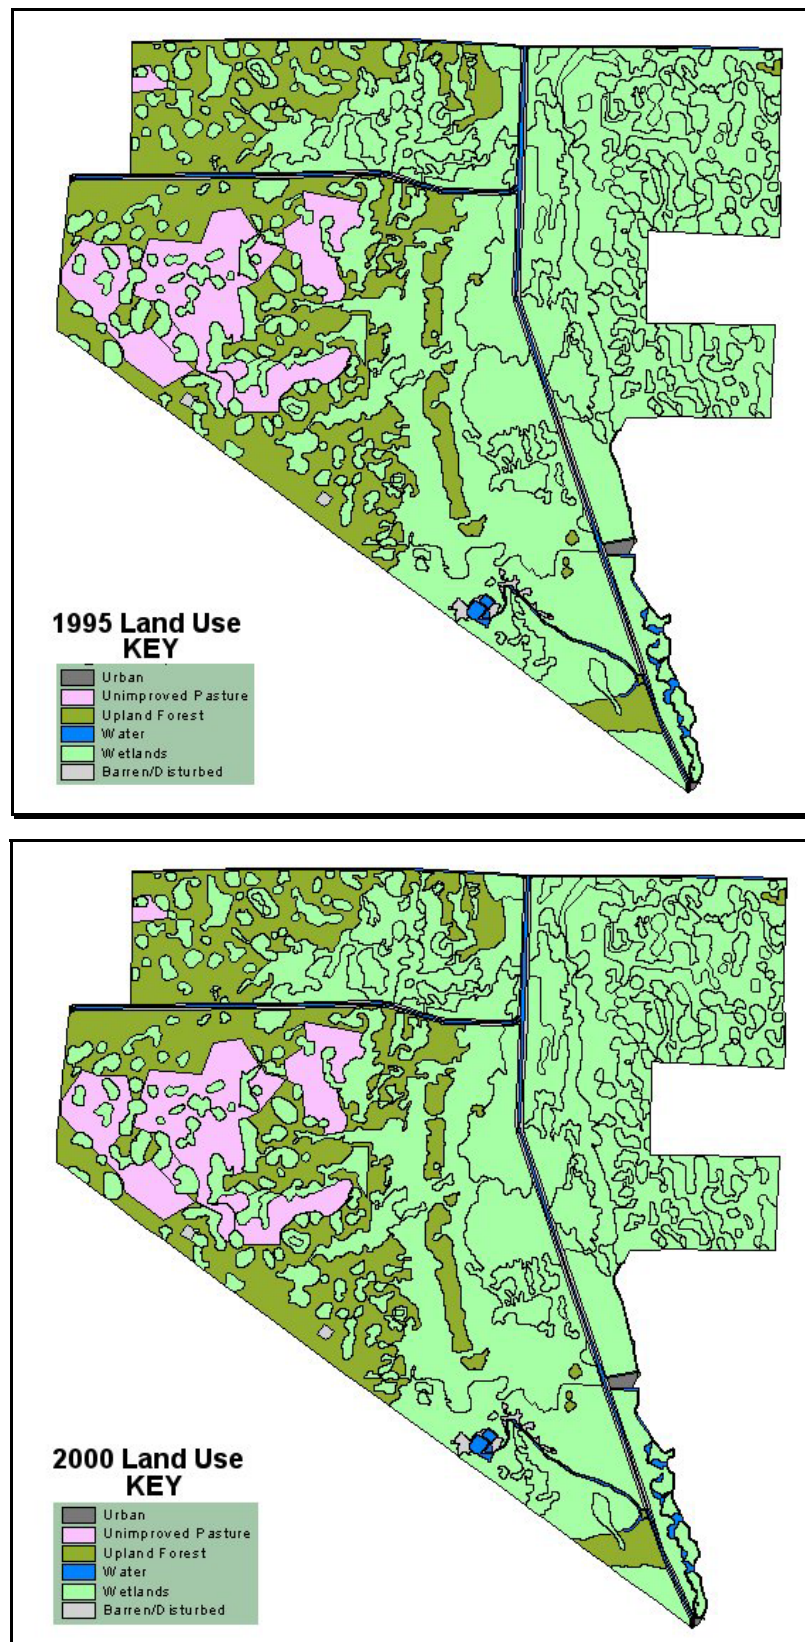 1995 Land Use
KEY
Urban
Unimproved Pasture
Upland Forest
Water
Wetlands
Barren/Disturbed
2000 Land Use
KEY
Urban
Unimproved Pasture
Upland Forest
Water
Wetlands
Barren/Disturbed